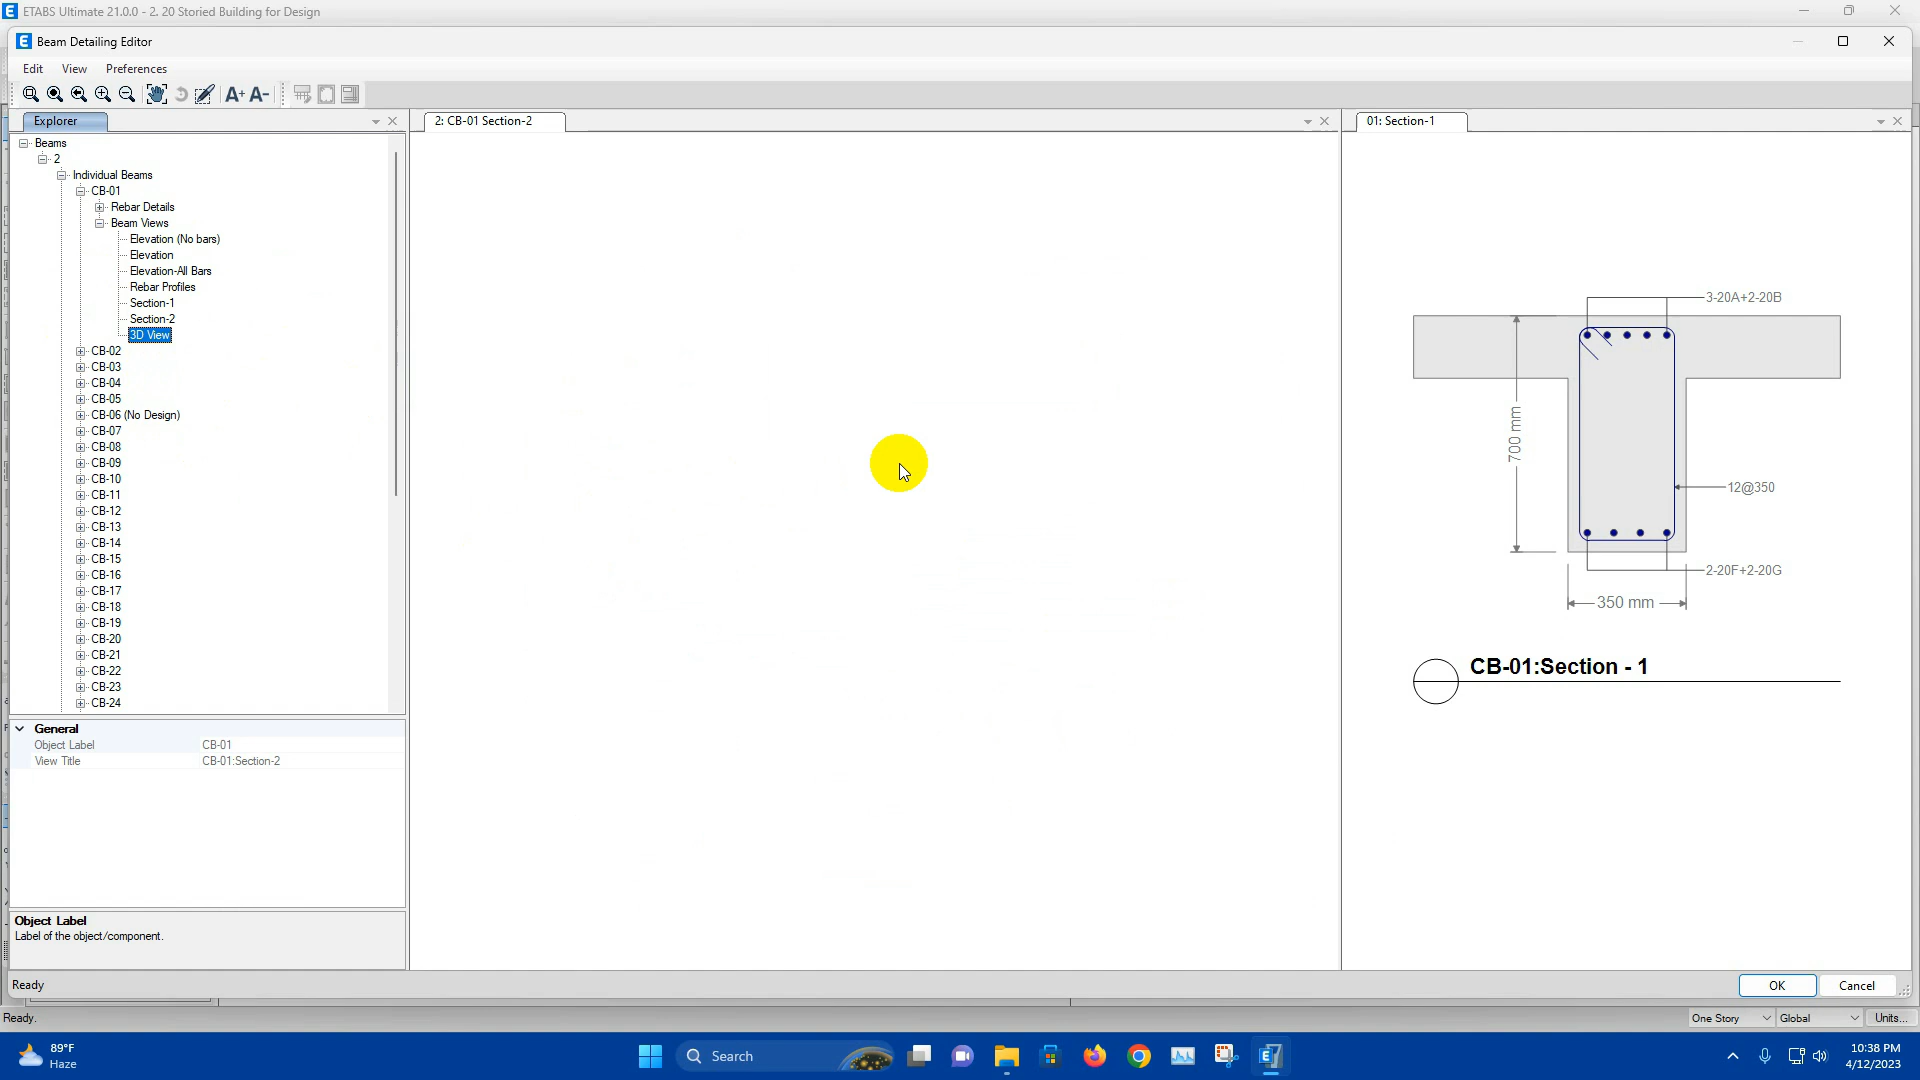 ETABS Ultimate 21.0.0 - 2. 20 Storied Building for Design
Beam Detailing Editor
Edit View Preferences
A+ A-
Explorer
2: CB-01 Section-2
01: Section-1
Beams
2
Individual Beams
CB-01
Rebar Details
Beam Views
Elevation (No bars)
Elevation
Elevation-All Bars
Rebar Profiles
Section-1
Section-2
3D View
CB-02
CB-03
CB-04
CB-05
CB-06 (No Design)
CB-07
CB-08
CB-09
CB-10
CB-11
CB-12
CB-13
CB-14
CB-15
CB-16
CB-17
CB-18
CB-19
CB-20
CB-21
CB-22
CB-23
CB-24
General
Object Label CB-01
View Title CB-01:Section-2
Object Label
Label of the object/component.
3-20A+2-20B
700 mm
12@350
2-20F+2-20G
350 mm
CB-01:Section - 1
Ready
OK Cancel
Ready.
One Story Global Units...
89°F
Haze
Search
10:38 PM
4/12/2023